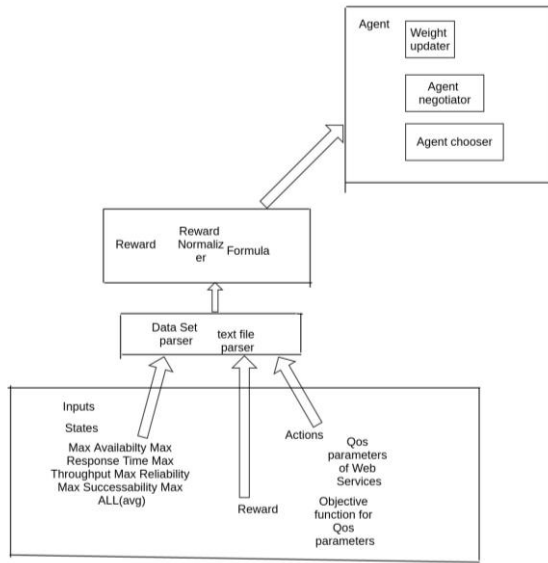 Agent
Weight
updater
Agent
negotiator
Agent chooser
Reward
Reward
Normaliz
er
Formula
Data Set
parser
text file
parser
Inputs
States
Max Availabilty Max
Response Time Max
Throughput Max Reliability
Max Successability Max
ALL(avg)
Reward
Actions
Qos
parameters
of Web
Services
Objective
function for
Qos
parameters